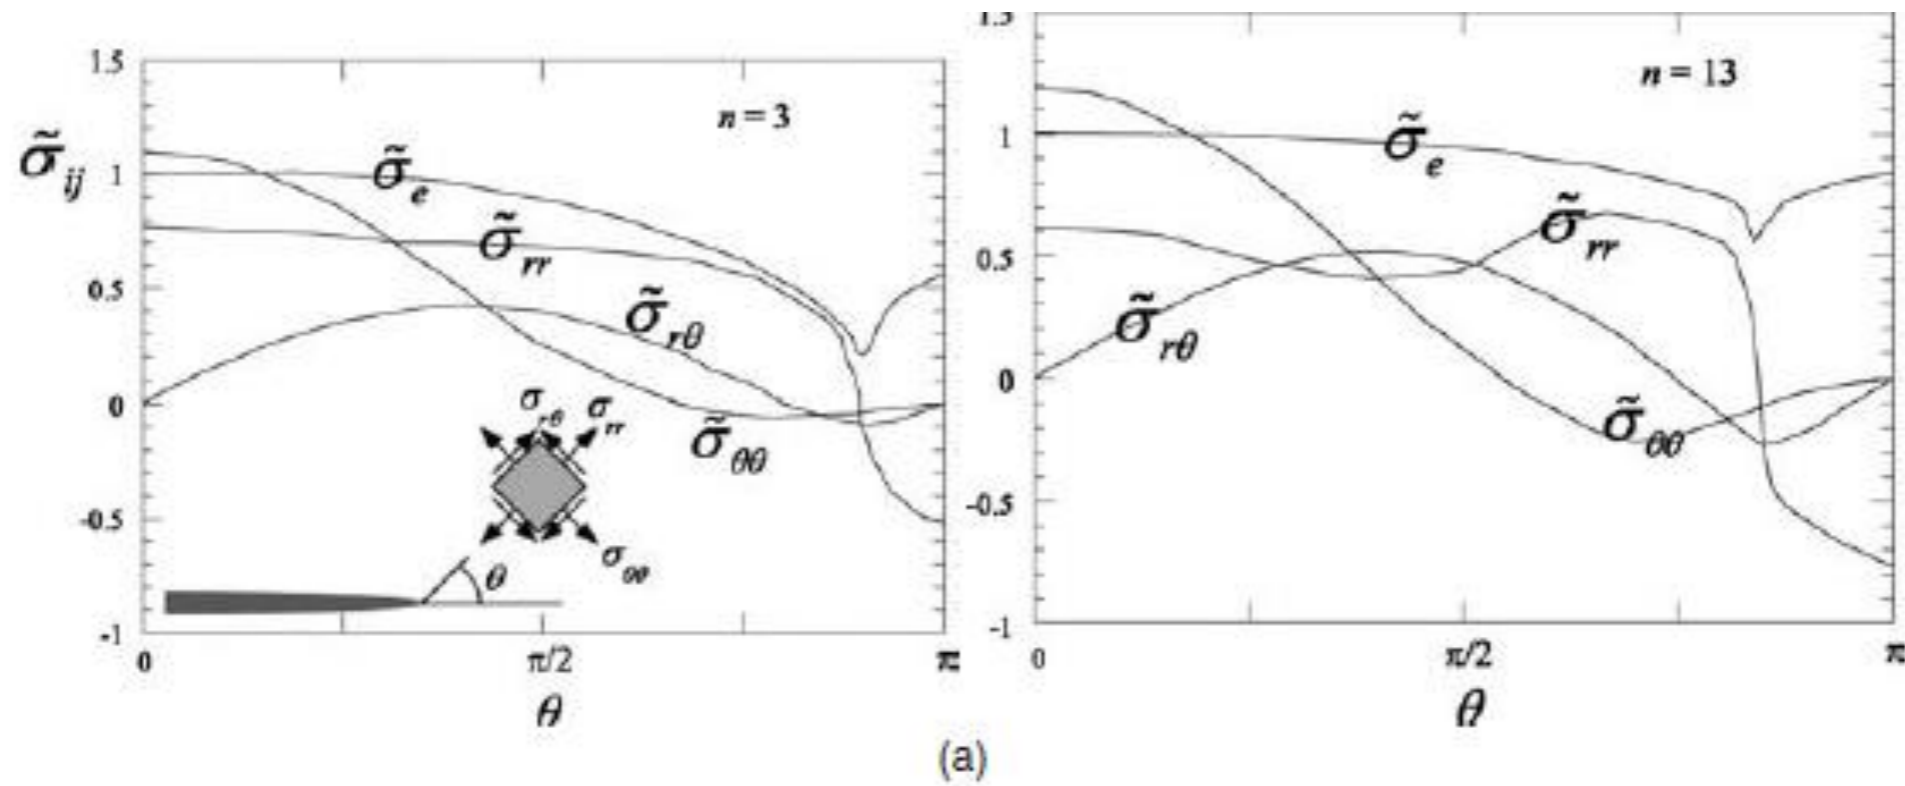 1.5
n = 3
σ̃ij
1
σ̃e
σ̃rr
0.5
σ̃rθ
0
σ̃θθ
σrθ
σrr
σθθ
θ
-0.5
-1
0
π/2
π
θ
1.5
n = 13
1
σ̃e
σ̃rr
0.5
σ̃rθ
0
σ̃θθ
-0.5
-1
0
π/2
π
θ
(a)